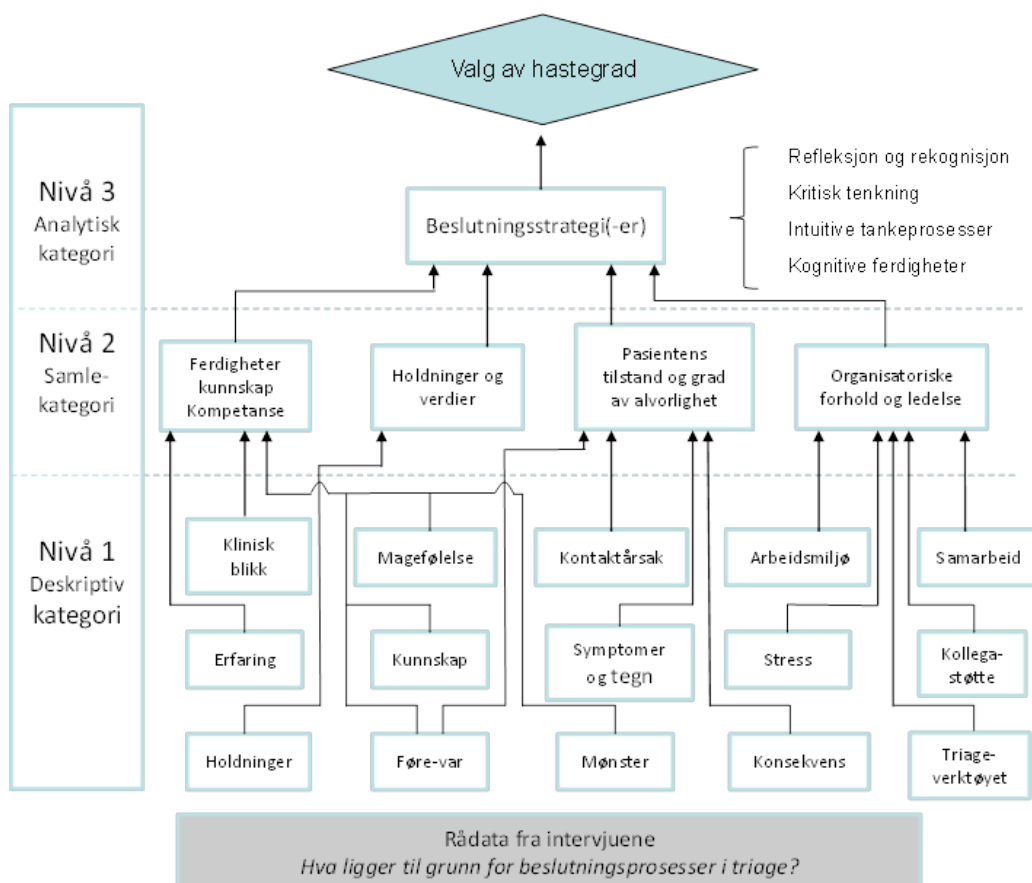 Valg av hastegrad
Nivå 3
Analytisk
kategori
Beslutningsstrategi(-er)
Refleksjon og rekognisjon
Kritisk tenkning
Intuitive tankeprosesser
Kognitive ferdigheter
Nivå 2
Samle-
kategori
Ferdigheter
kunnskap
Kompetanse
Holdninger og
verdier
Pasientens
tilstand og grad
av alvorlighet
Organisatoriske
forhold og ledelse
Nivå 1
Deskriptiv
kategori
Klinisk
blikk
Magefølelse
Kontaktårsak
Arbeidsmiljø
Samarbeid
Erfaring
Kunnskap
Symptomer
og tegn
Stress
Kollega-
støtte
Holdninger
Føre-var
Mønster
Konsekvens
Triage-
verktøyet
Rådata fra intervjuene
Hva ligger til grunn for beslutningsprosesser i triage?